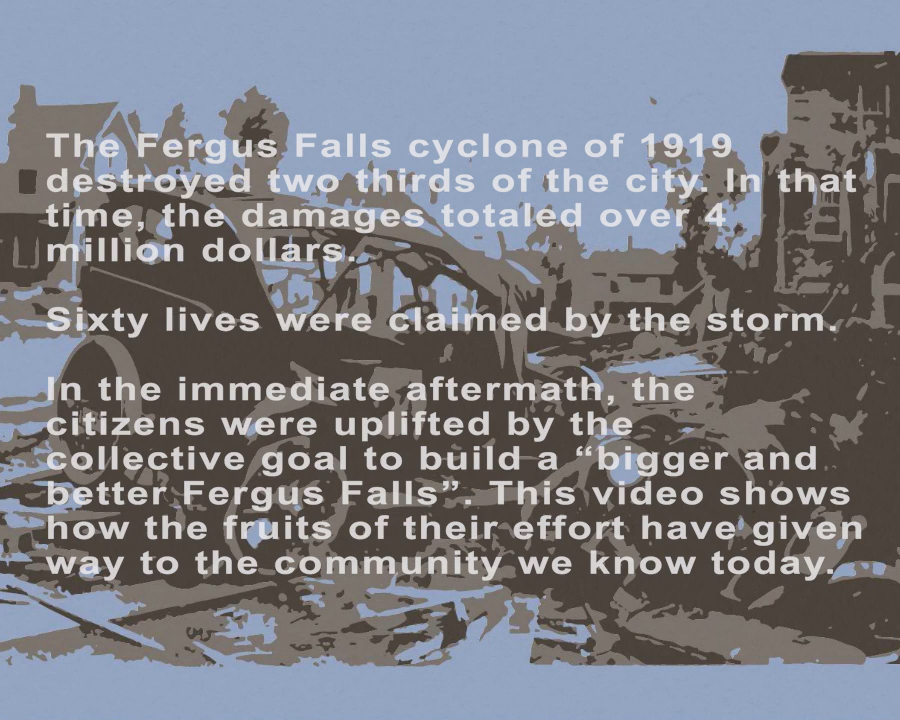 The Fergus Falls cyclone of 1919
destroyed two thirds of the city. In that
time, the damages totaled over 4
million dollars.
Sixty lives were claimed by the storm.
In the immediate aftermath, the
citizens were uplifted by the
collective goal to build a “bigger and
better Fergus Falls”. This video shows
how the fruits of their effort have given
way to the community we know today.